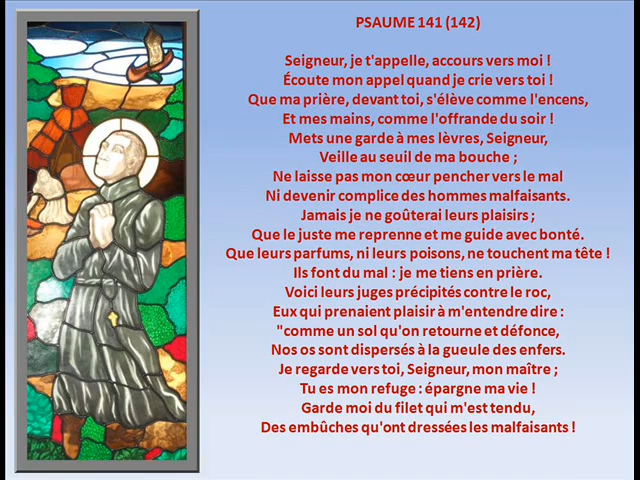 PSAUME 141 (142)
Seigneur, je t'appelle, accours vers moi !
Écoute mon appel quand je crie vers toi !
Que ma prière, devant toi, s'élève comme l'encens,
Et mes mains, comme l'offrande du soir !
Mets une garde à mes lèvres, Seigneur,
Veille au seuil de ma bouche ;
Ne laisse pas mon cœur pencher vers le mal
Ni devenir complice des hommes malfaisants.
Jamais je ne goûterai leurs plaisirs ;
Que le juste me reprenne et me guide avec bonté.
Que leurs parfums, ni leurs poisons, ne touchent ma tête !
Ils font du mal : je me tiens en prière.
Voici leurs juges précipités contre le roc,
Eux qui prenaient plaisir à m'entendre dire :
"comme un sol qu'on retourne et défonce,
Nos os sont dispersés à la gueule des enfers.
Je regarde vers toi, Seigneur, mon maître ;
Tu es mon refuge : épargne ma vie !
Garde moi du filet qui m'est tendu,
Des embûches qu'ont dressées les malfaisants !